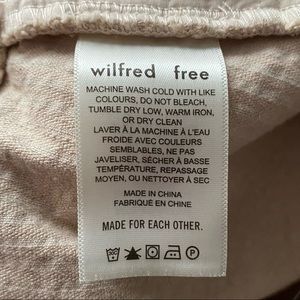 wilfred free
MACHINE WASH COLD WITH LIKE
COLOURS, DO NOT BLEACH,
TUMBLE DRY LOW, WARM IRON,
OR DRY CLEAN
LAVER À LA MACHINE À L'EAU
FROIDE AVEC COULEURS
SEMBLABLES, NE PAS
JAVELISER, SÉCHER À BASSE
TEMPÉRATURE, REPASSAGE
MOYEN, OU NETTOYER À SEC
MADE IN CHINA
FABRIQUÉ EN CHINE
MADE FOR EACH OTHER.
P